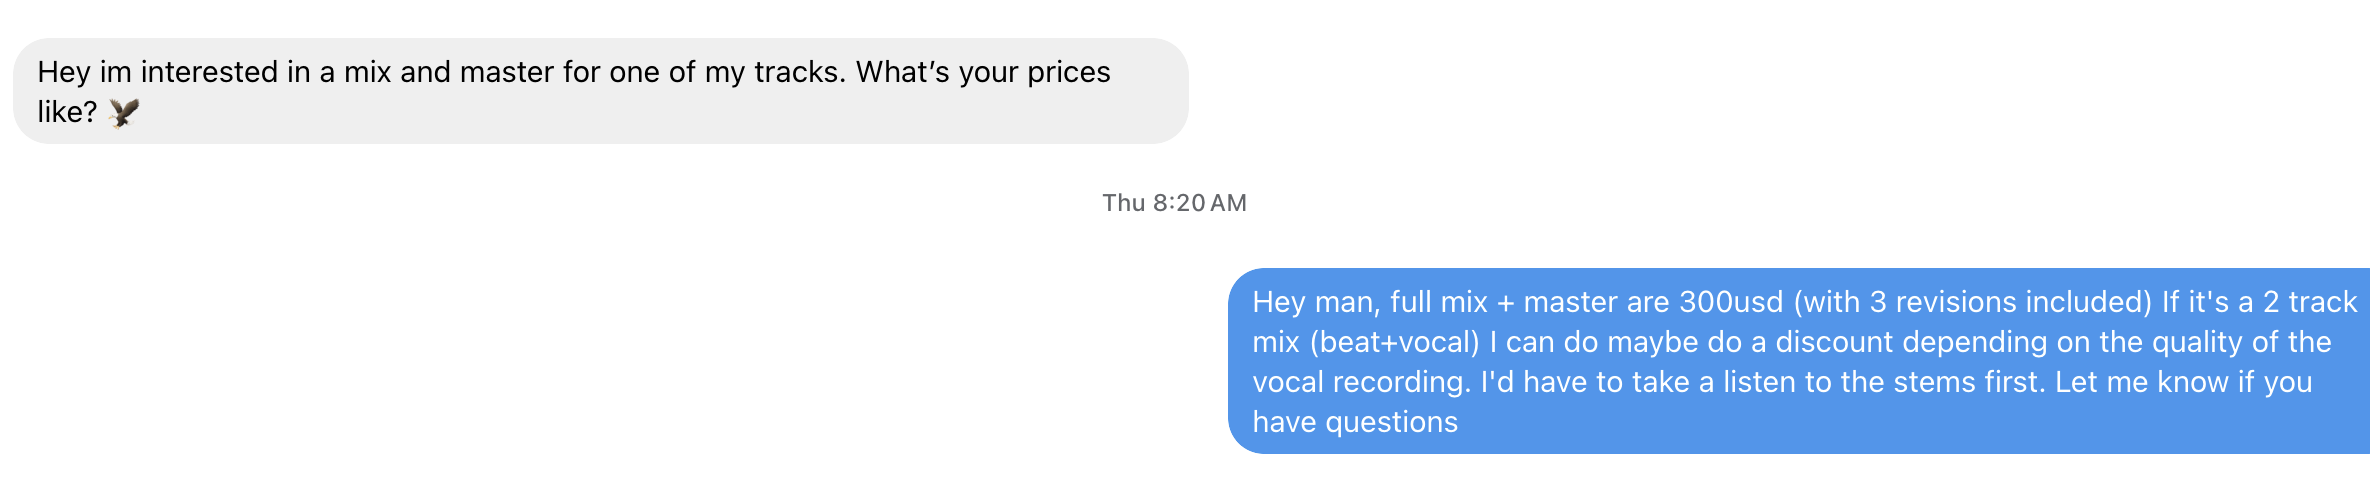 Hey im interested in a mix and master for one of my tracks. What’s your prices
like? 🦅
Thu 8:20 AM
Hey man, full mix + master are 300usd (with 3 revisions included) If it's a 2 track
mix (beat+vocal) I can do maybe do a discount depending on the quality of the
vocal recording. I'd have to take a listen to the stems first. Let me know if you
have questions